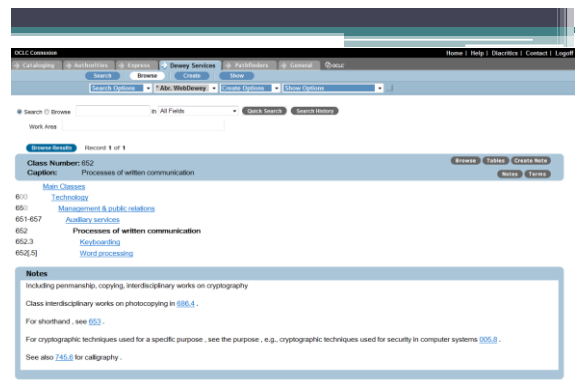 OCLC Connexion
Home | Help | Diacritics | Contact | Logoff
Cataloging Authorities Express Dewey Services Pathfinders General OCLC
Search Browse Create Show
Search Options *Abr. WebDewey Create Options Show Options
Search Browse in All Fields Quick Search Search History
Work Area
Browse Results Record 1 of 1
Class Number: 652 Browse Tables Create Note
Caption: Processes of written communication Notes Terms
Main Classes
600 Technology
650 Management & public relations
651-657 Auxiliary services
652 Processes of written communication
652.3 Keyboarding
652[.5] Word processing
Notes
Including penmanship, copying, interdisciplinary works on cryptography
Class interdisciplinary works on photocopying in 686.4 .
For shorthand , see 653 .
For cryptographic techniques used for a specific purpose , see the purpose , e.g., cryptographic techniques used for security in computer systems 005.8 .
See also 745.6 for calligraphy .